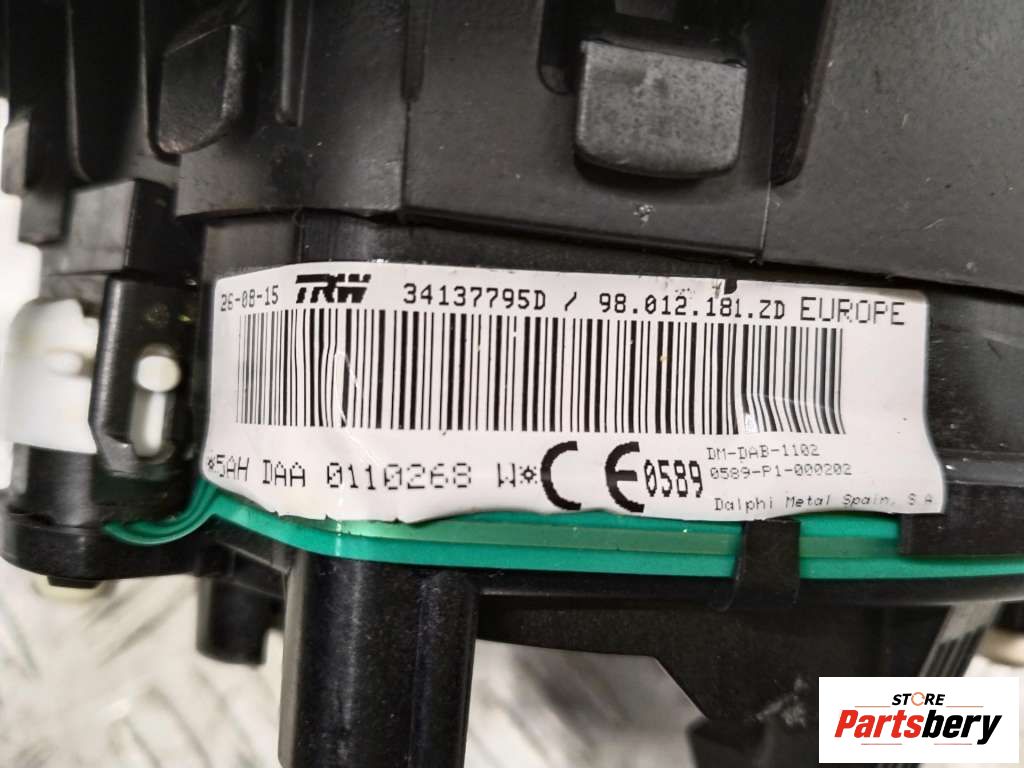 26-08-15 TRW 34137795D / 98.012.181.ZD EUROPE
*5AH DAA 0110268 W* CE 0589
DM-DAB-1102
0589-P1-000202
Dalphi Metal Spain, S A
STORE
Partsbery